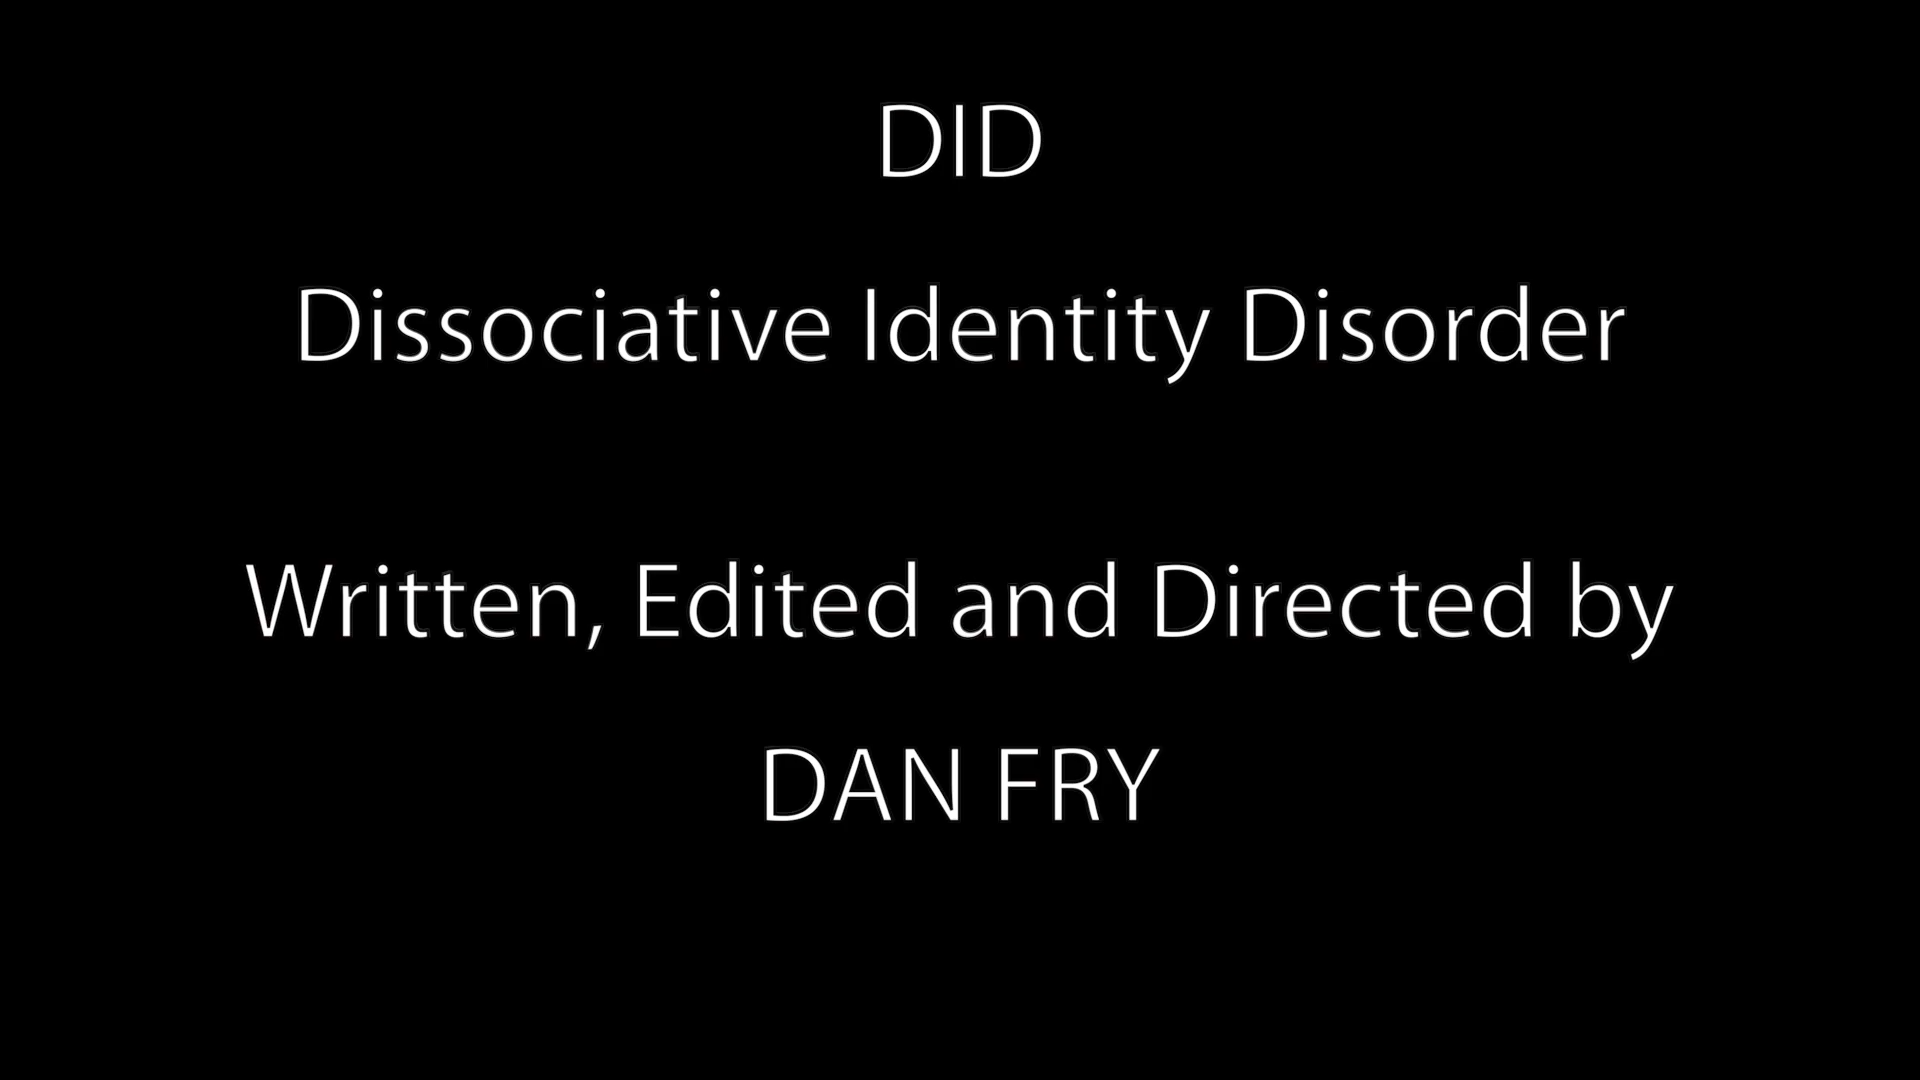 DID
Dissociative Identity Disorder
Written, Edited and Directed by
DAN FRY